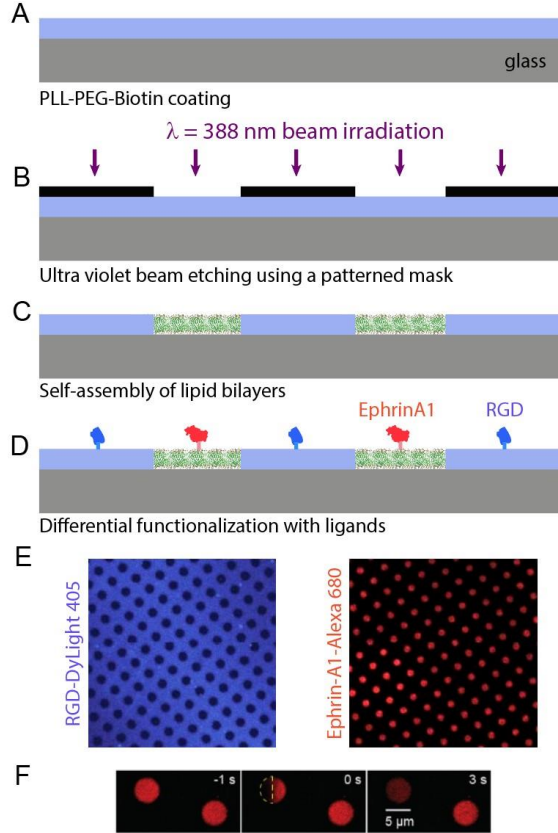 A
glass
PLL-PEG-Biotin coating
λ = 388 nm beam irradiation
B
Ultra violet beam etching using a patterned mask
C
Self-assembly of lipid bilayers
EphrinA1 RGD
D
Differential functionalization with ligands
E
RGD-DyLight 405
Ephrin-A1-Alexa 680
F
-1 s
0 s
3 s
5 µm